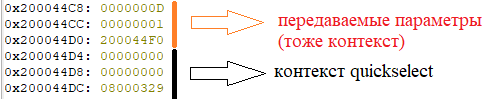 0x200044C8: 0000000D
0x200044CC: 00000001
0x200044D0: 200044F0
0x200044D4: 00000000
0x200044D8: 00000000
0x200044DC: 08000329
передаваемые параметры
(тоже контекст)
контекст quickselect